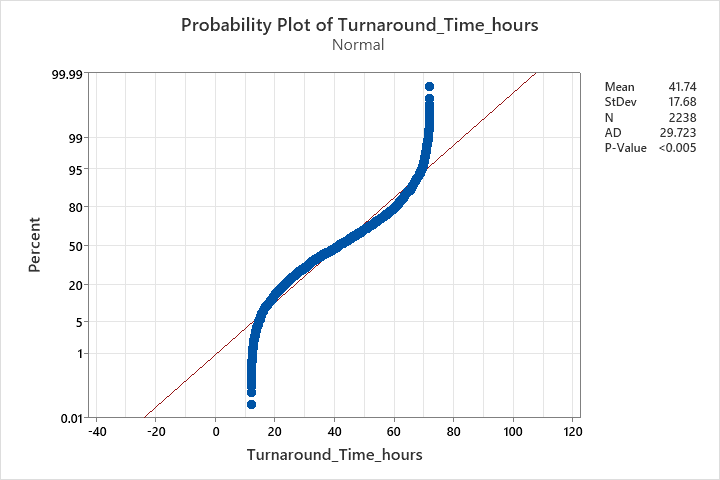 Probability Plot of Turnaround_Time_hours
Normal
Mean 41.74
StDev 17.68
N 2238
AD 29.723
P-Value <0.005
99.99
99
95
80
50
20
5
1
0.01
Percent
-40 -20 0 20 40 60 80 100 120
Turnaround_Time_hours